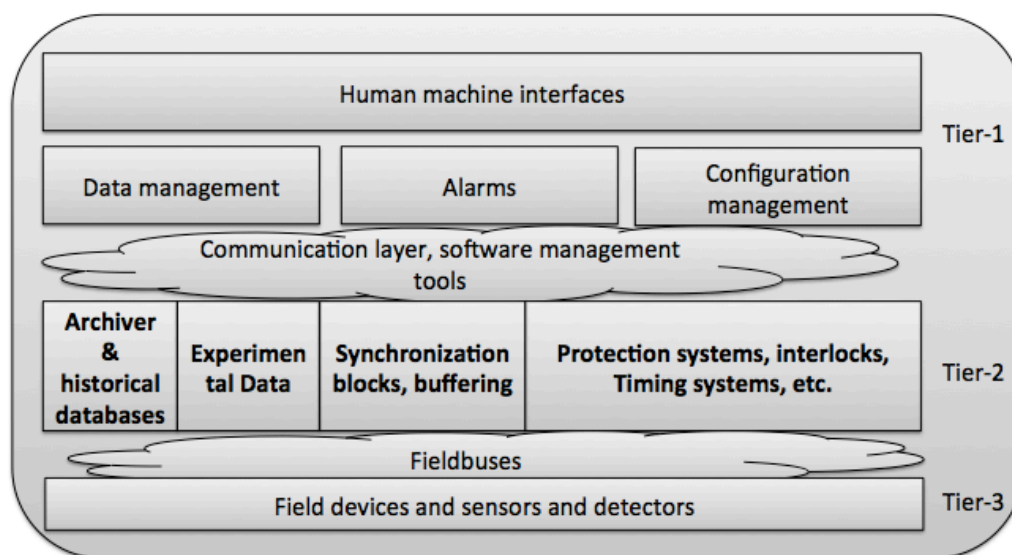 Human machine interfaces
Tier-1
Data management
Alarms
Configuration
management
Communication layer, software management
tools
Archiver
&
historical
databases
Experimen
tal Data
Synchronization
blocks, buffering
Protection systems, interlocks,
Timing systems, etc.
Tier-2
Fieldbuses
Field devices and sensors and detectors
Tier-3